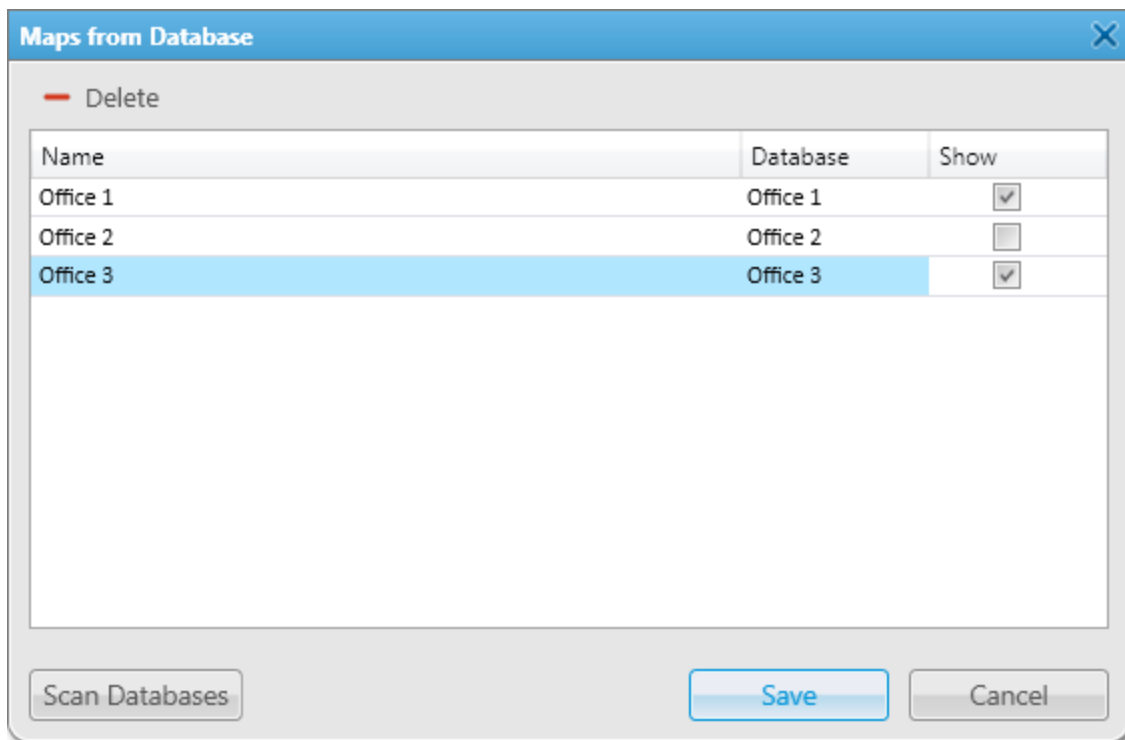 Maps from Database
Delete
Name Database Show
Office 1 Office 1
Office 2 Office 2
Office 3 Office 3
Scan Databases Save Cancel